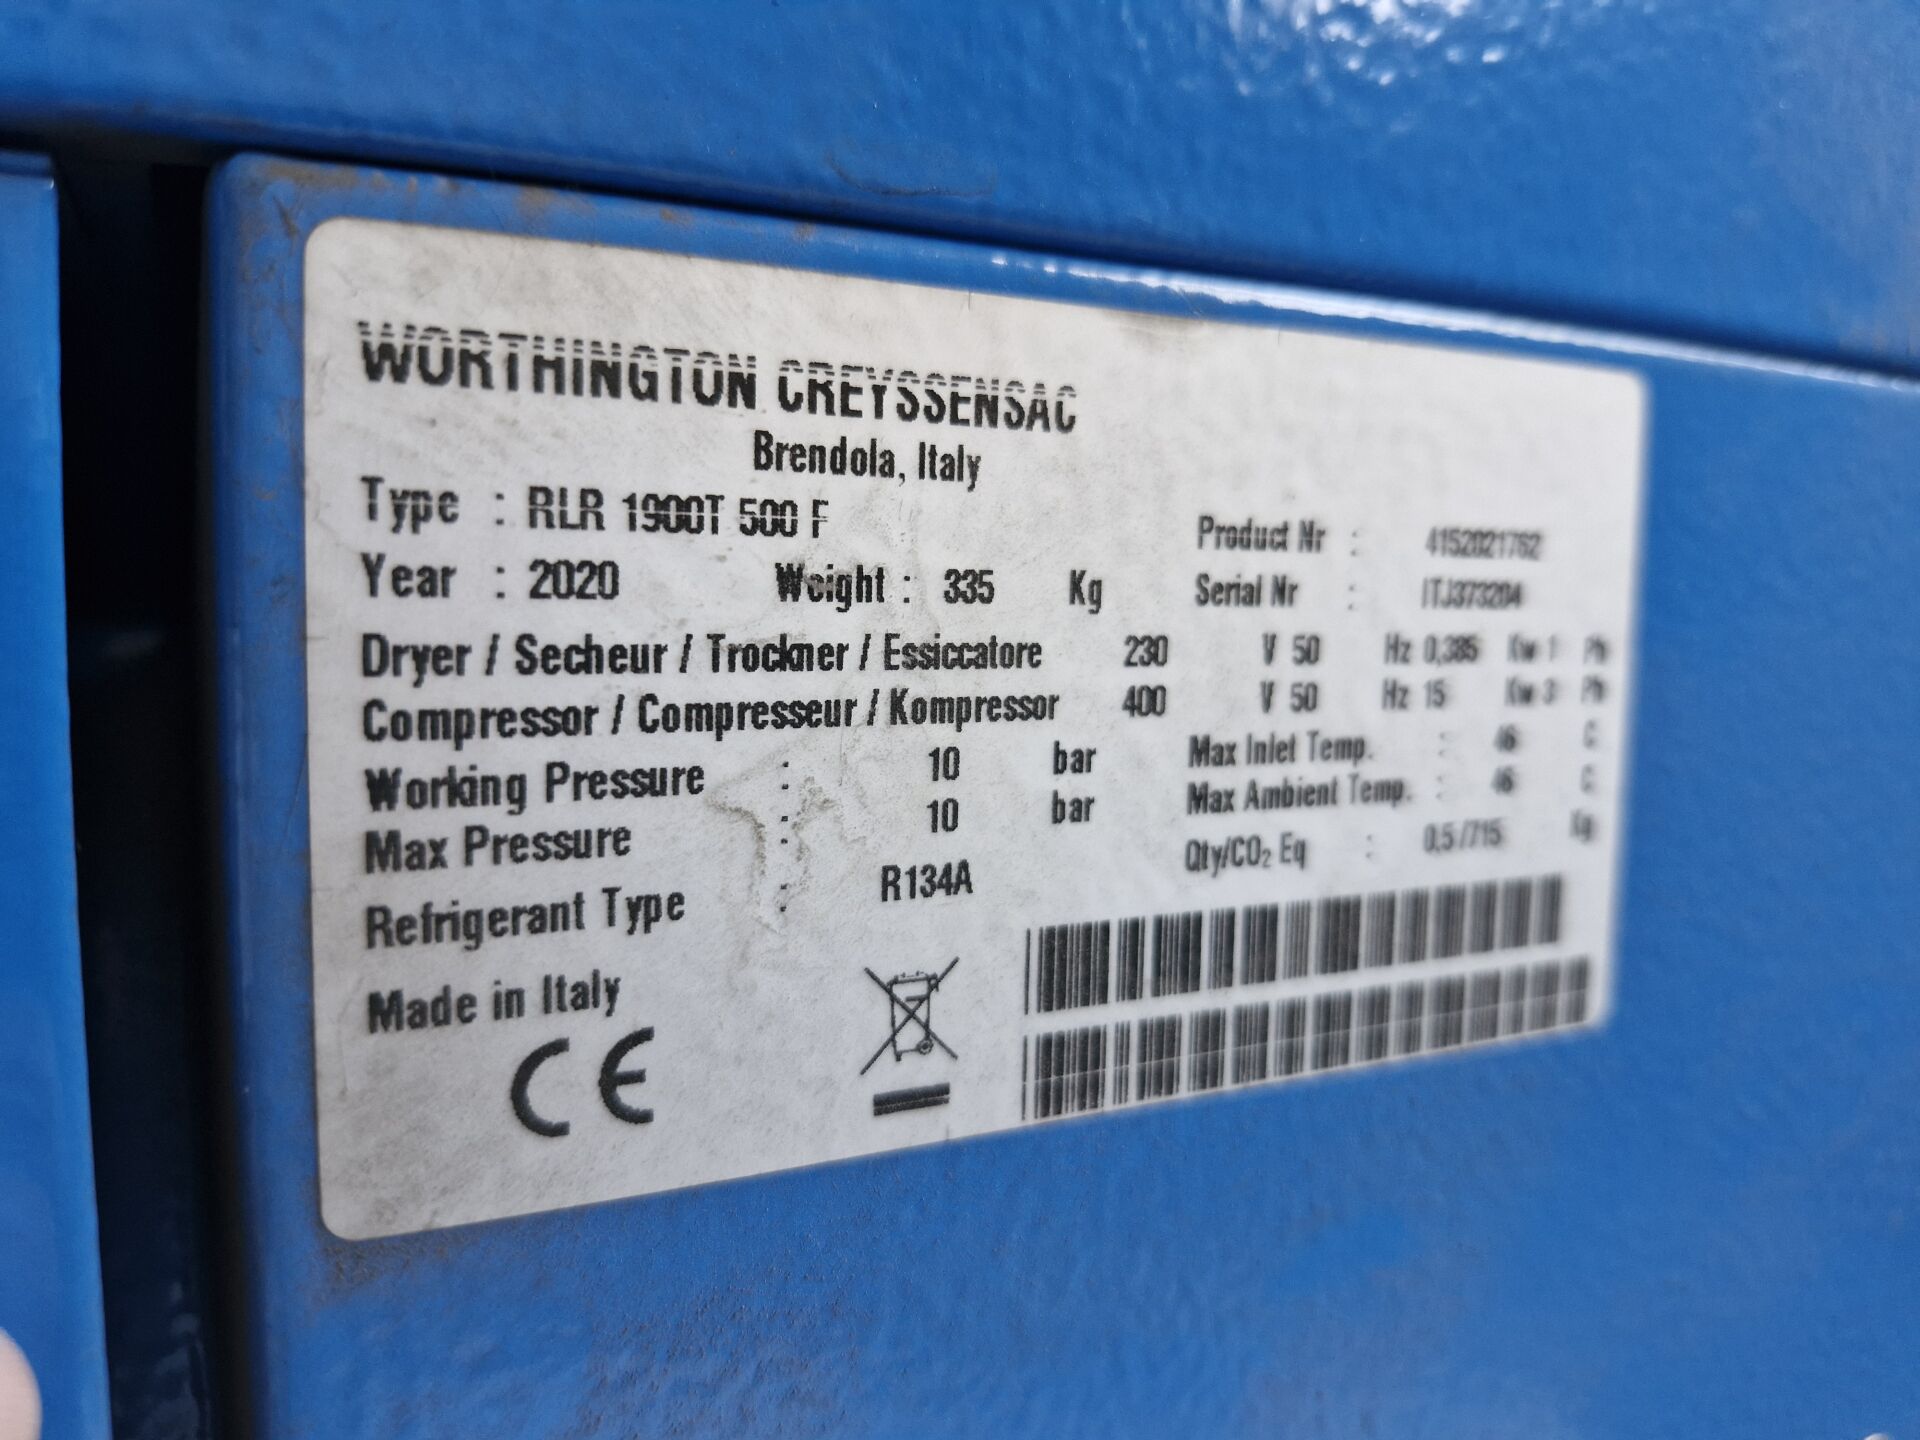 WORTHINGTON CREYSSENSAC
Brendola, Italy
Type : RLR 1900T 500 F
Product Nr : 4152021762
Year : 2020 Weight : 335 Kg
Serial Nr : ITJ373204
Dryer / Secheur / Trockner / Essiccatore 230 V 50 Hz 0,385 Kw 1 Ph
Compressor / Compresseur / Kompressor 400 V 50 Hz 15 Kw 3 Ph
Working Pressure : 10 bar
Max Inlet Temp. : 46 C
Max Pressure : 10 bar
Max Ambient Temp. : 46 C
Refrigerant Type : R134A
Qty/CO₂ Eq : 0,5 /715 Kg
Made in Italy
CE